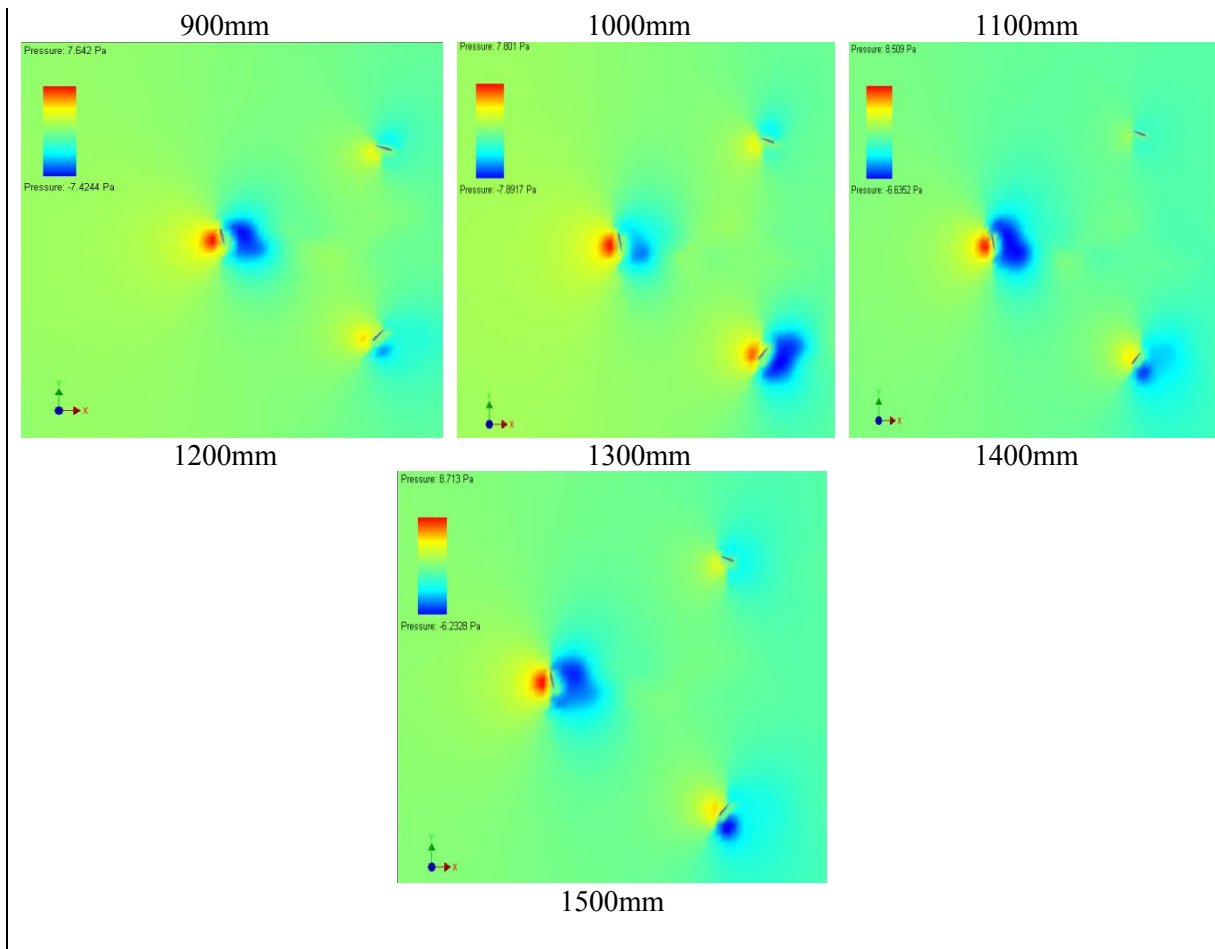 900mm 1000mm 1100mm
Pressure: 7.642 Pa
Pressure: -7.4244 Pa
Y
X
Pressure: 7.801 Pa
Pressure: -7.8917 Pa
Y
X
Pressure: 8.509 Pa
Pressure: -6.6352 Pa
Y
X
1200mm 1300mm 1400mm
Pressure: 8.713 Pa
Pressure: -6.2328 Pa
Y
X
1500mm